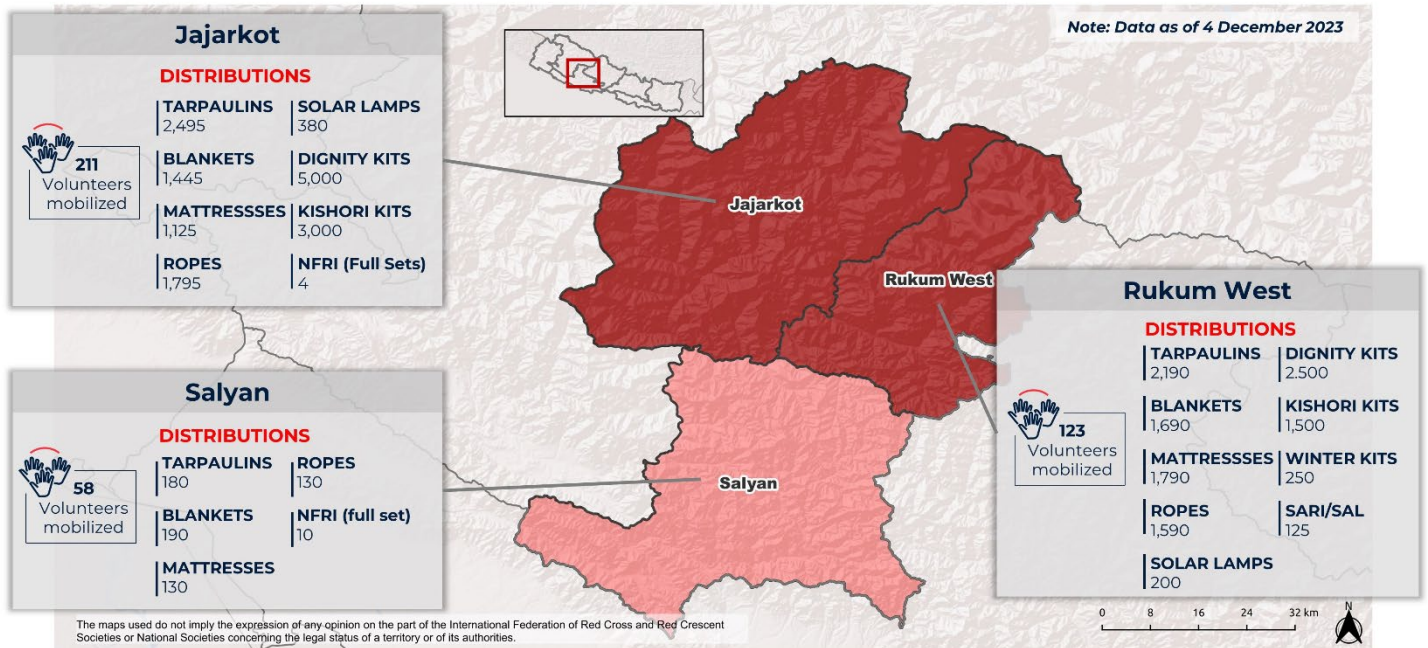 Note: Data as of 4 December 2023
Jajarkot
DISTRIBUTIONS
211
Volunteers
mobilized
TARPAULINS
2,495
SOLAR LAMPS
380
BLANKETS
1,445
DIGNITY KITS
5,000
MATTRESSSES
1,125
KISHORI KITS
3,000
ROPES
1,795
NFRI (Full Sets)
4
Jajarkot
Rukum West
Salyan
Salyan
DISTRIBUTIONS
58
Volunteers
mobilized
TARPAULINS
180
ROPES
130
BLANKETS
190
NFRI (full set)
10
MATTRESSES
130
Rukum West
DISTRIBUTIONS
123
Volunteers
mobilized
TARPAULINS
2,190
DIGNITY KITS
2.500
BLANKETS
1,690
KISHORI KITS
1,500
MATTRESSSES
1,790
WINTER KITS
250
ROPES
1,590
SARI/SAL
125
SOLAR LAMPS
200
The maps used do not imply the expression of any opinion on the part of the International Federation of Red Cross and Red Crescent
Societies or National Societies concerning the legal status of a territory or of its authorities.
0 8 16 24 32 km
N